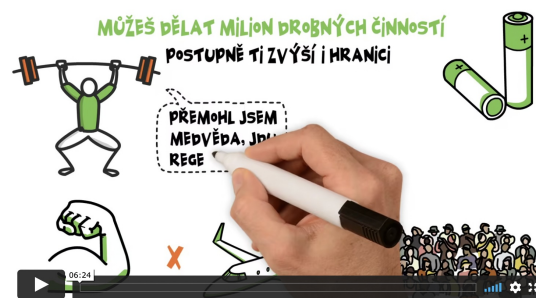 MŮŽEŠ DĚLAT MILION DROBNÝCH ČINNOSTÍ
POSTUPNĚ TI ZVÝŠÍ I HRANICI
PŘEMOHL JSEM
MEDVĚDA,
REGE
06:24